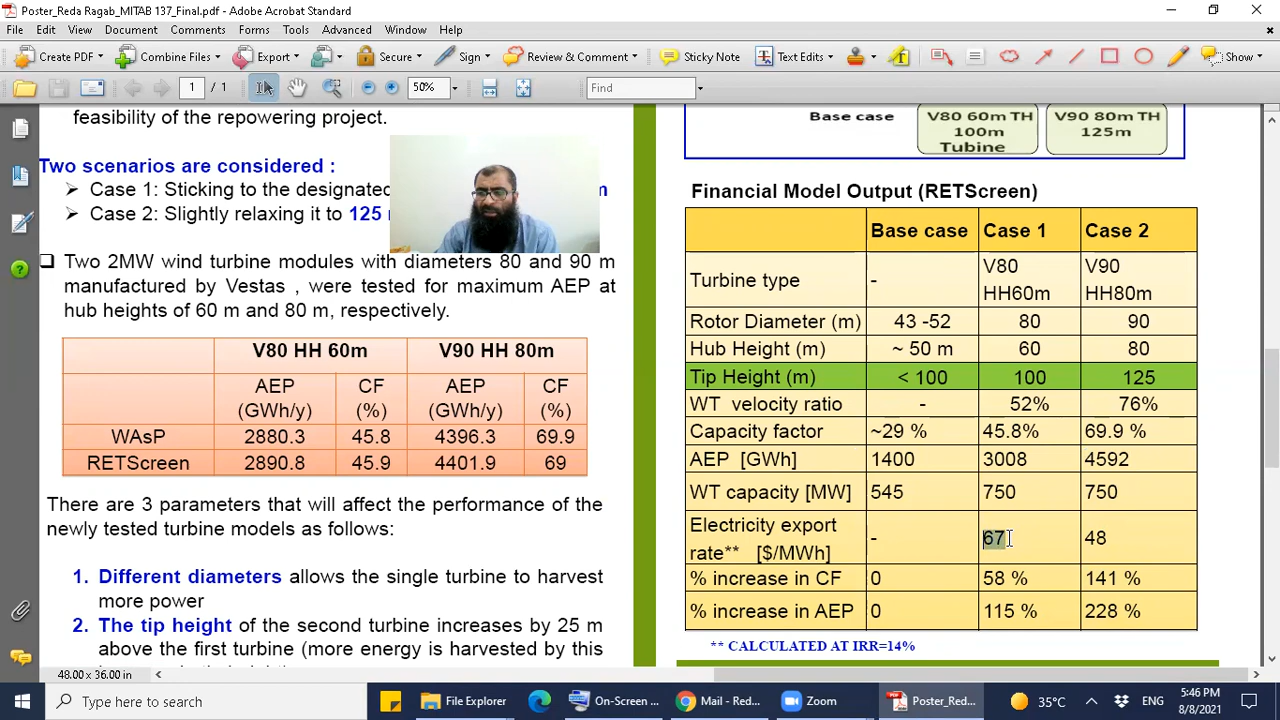 Poster_Reda Ragab_MITAB 137_Final.pdf - Adobe Acrobat Standard
File Edit View Document Comments Forms Tools Advanced Window Help
Create PDF Combine Files Export Secure Sign Review & Comment Sticky Note Text Edits Show
1 / 1 50% Find
feasibility of the repowering project.
Two scenarios are considered :
➢ Case 1: Sticking to the designated m
➢ Case 2: Slightly relaxing it to 125
❑ Two 2MW wind turbine modules with diameters 80 and 90 m
manufactured by Vestas , were tested for maximum AEP at
hub heights of 60 m and 80 m, respectively.
V80 HH 60m V90 HH 80m
AEP (GWh/y) CF (%) AEP (GWh/y) CF (%)
WAsP 2880.3 45.8 4396.3 69.9
RETScreen 2890.8 45.9 4401.9 69
There are 3 parameters that will affect the performance of the
newly tested turbine models as follows:
1. Different diameters allows the single turbine to harvest
more power
2. The tip height of the second turbine increases by 25 m
above the first turbine (more energy is harvested by this
Base case
V80 60m TH
100m
Turbine
V90 80m TH
125m
Financial Model Output (RETScreen)
Base case Case 1 Case 2
Turbine type - V80 HH60m V90 HH80m
Rotor Diameter (m) 43 -52 80 90
Hub Height (m) ~ 50 m 60 80
Tip Height (m) < 100 100 125
WT velocity ratio - 52% 76%
Capacity factor ~29 % 45.8% 69.9 %
AEP [GWh] 1400 3008 4592
WT capacity [MW] 545 750 750
Electricity export rate** [$/MWh] - 67 48
% increase in CF 0 58 % 141 %
% increase in AEP 0 115 % 228 %
** CALCULATED AT IRR=14%
48.00 x 36.00 in
Type here to search
File Explorer
On-Screen ...
Mail - Red...
Zoom
Poster_Red...
35°C
ENG
5:46 PM
8/8/2021